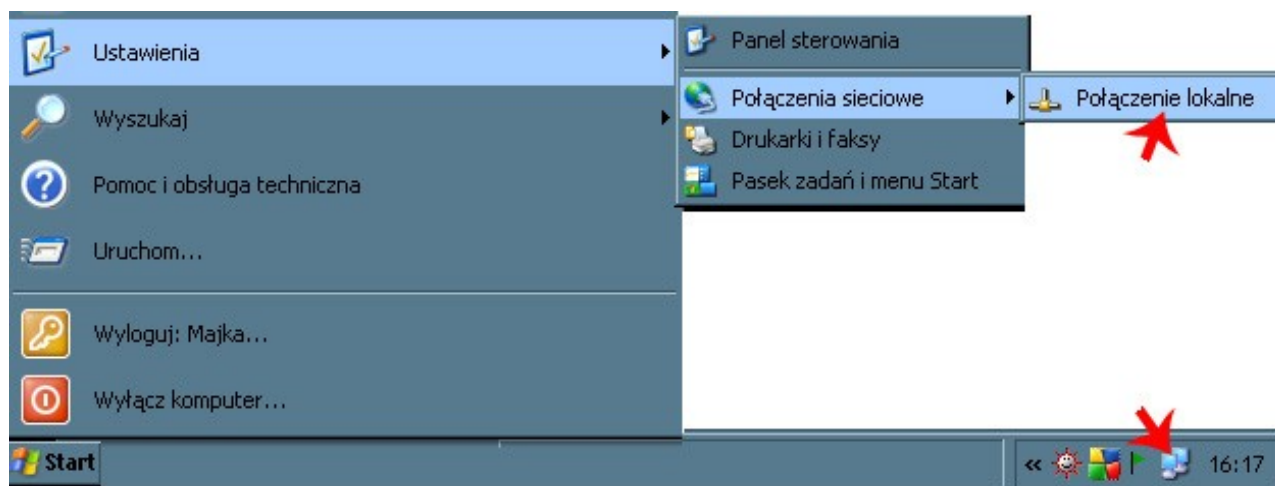 Ustawienia
Wyszukaj
Pomoc i obsługa techniczna
Uruchom...
Wyloguj: Majka...
Wyłącz komputer...
Panel sterowania
Połączenia sieciowe
Drukarki i faksy
Pasek zadań i menu Start
Połączenie lokalne
Start
« 16:17